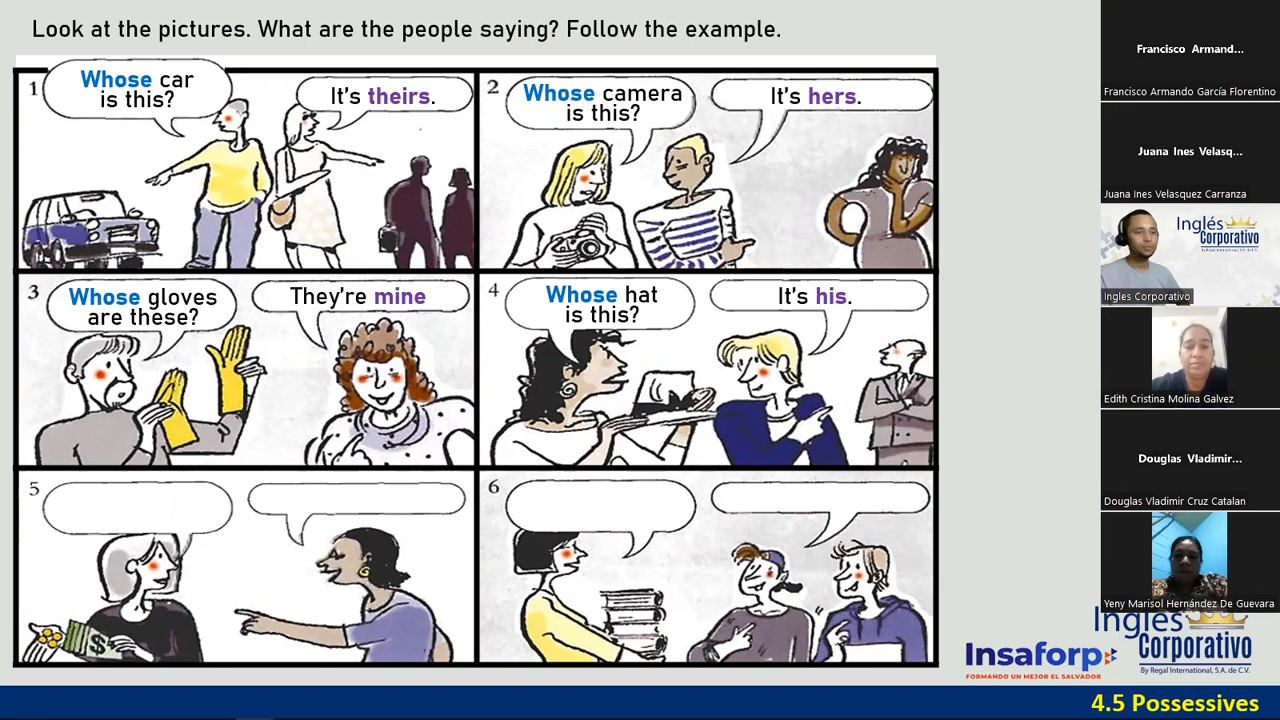 Look at the pictures. What are the people saying? Follow the example.
1
Whose car
is this?
It's theirs.
2
Whose camera
is this?
It's hers.
3
Whose gloves
are these?
They're mine
4
Whose hat
is this?
It's his.
5
6
$
Francisco Armand...
Francisco Armando García Florentino
Juana Ines Velasq...
Juana Ines Velasquez Carranza
Inglés
Corporativo
By Regal International, S.A. de C.V.
Ingles Corporativo
Edith Cristina Molina Galvez
Douglas Vladimir...
Douglas Vladimir Cruz Catalan
Yeny Marisol Hernández De Guevara
Insaforp
FORMANDO UN MEJOR EL SALVADOR
Inglés
Corporativo
By Regal International, S.A. de C.V.
4.5 Possessives